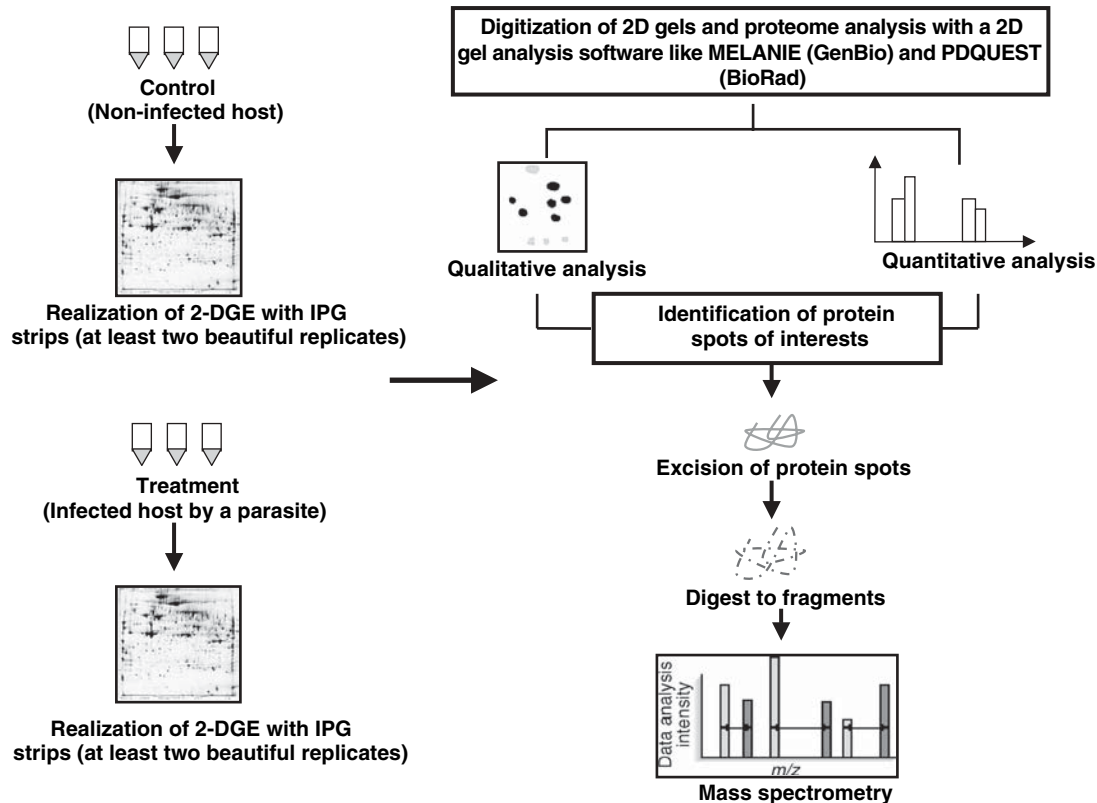 Control
(Non-infected host)
Realization of 2-DGE with IPG
strips (at least two beautiful replicates)
Treatment
(Infected host by a parasite)
Realization of 2-DGE with IPG
strips (at least two beautiful replicates)
Digitization of 2D gels and proteome analysis with a 2D
gel analysis software like MELANIE (GenBio) and PDQUEST
(BioRad)
Qualitative analysis
Quantitative analysis
Identification of protein
spots of interests
Excision of protein spots
Digest to fragments
Data analysis
intensity
m/z
Mass spectrometry